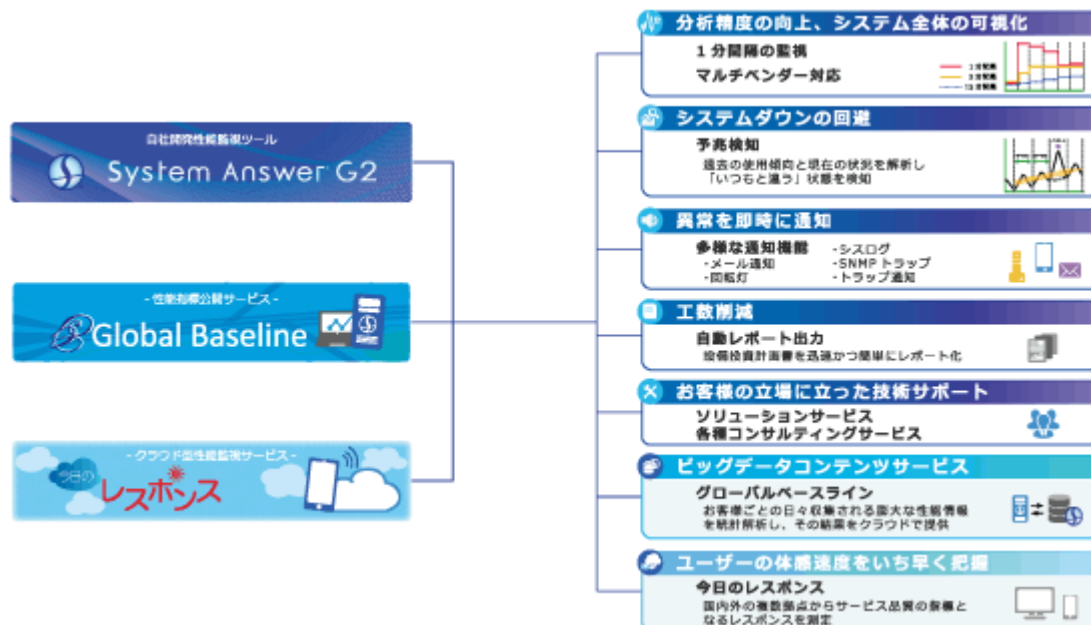 自社開発性能監視ツール
System Answer G2
- 性能指標公開サービス -
Global Baseline
- クラウド型性能監視サービス -
今日の
レスポンス
分析精度の向上、システム全体の可視化
1分間隔の監視
マルチベンダー対応
1分間隔
5分間隔
15分間隔
システムダウンの回避
予兆検知
過去の使用傾向と現在の状況を解析し
「いつもと違う」状態を検知
異常を即時に通知
多様な通知機能
-メール通知
-回転灯
-シスログ
-SNMPトラップ
-トラップ通知
工数削減
自動レポート出力
設備投資計画書を迅速かつ簡単にレポート化
お客様の立場に立った技術サポート
ソリューションサービス
各種コンサルティングサービス
ビッグデータコンテンツサービス
グローバルベースライン
お客様ごとの日々収集される膨大な性能情報
を統計解析し、その結果をクラウドで提供
ユーザーの体感速度をいち早く把握
今日のレスポンス
国内外の複数拠点からサービス品質の指標と
なるレスポンスを測定